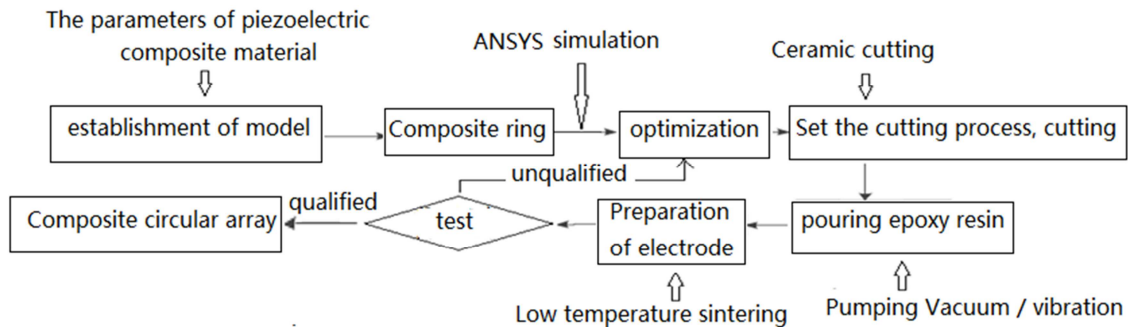 The parameters of piezoelectric
composite material
ANSYS simulation
Ceramic cutting
establishment of model
Composite ring
optimization
Set the cutting process, cutting
unqualified
Composite circular array
qualified
test
Preparation
of electrode
pouring epoxy resin
Low temperature sintering
Pumping Vacuum / vibration